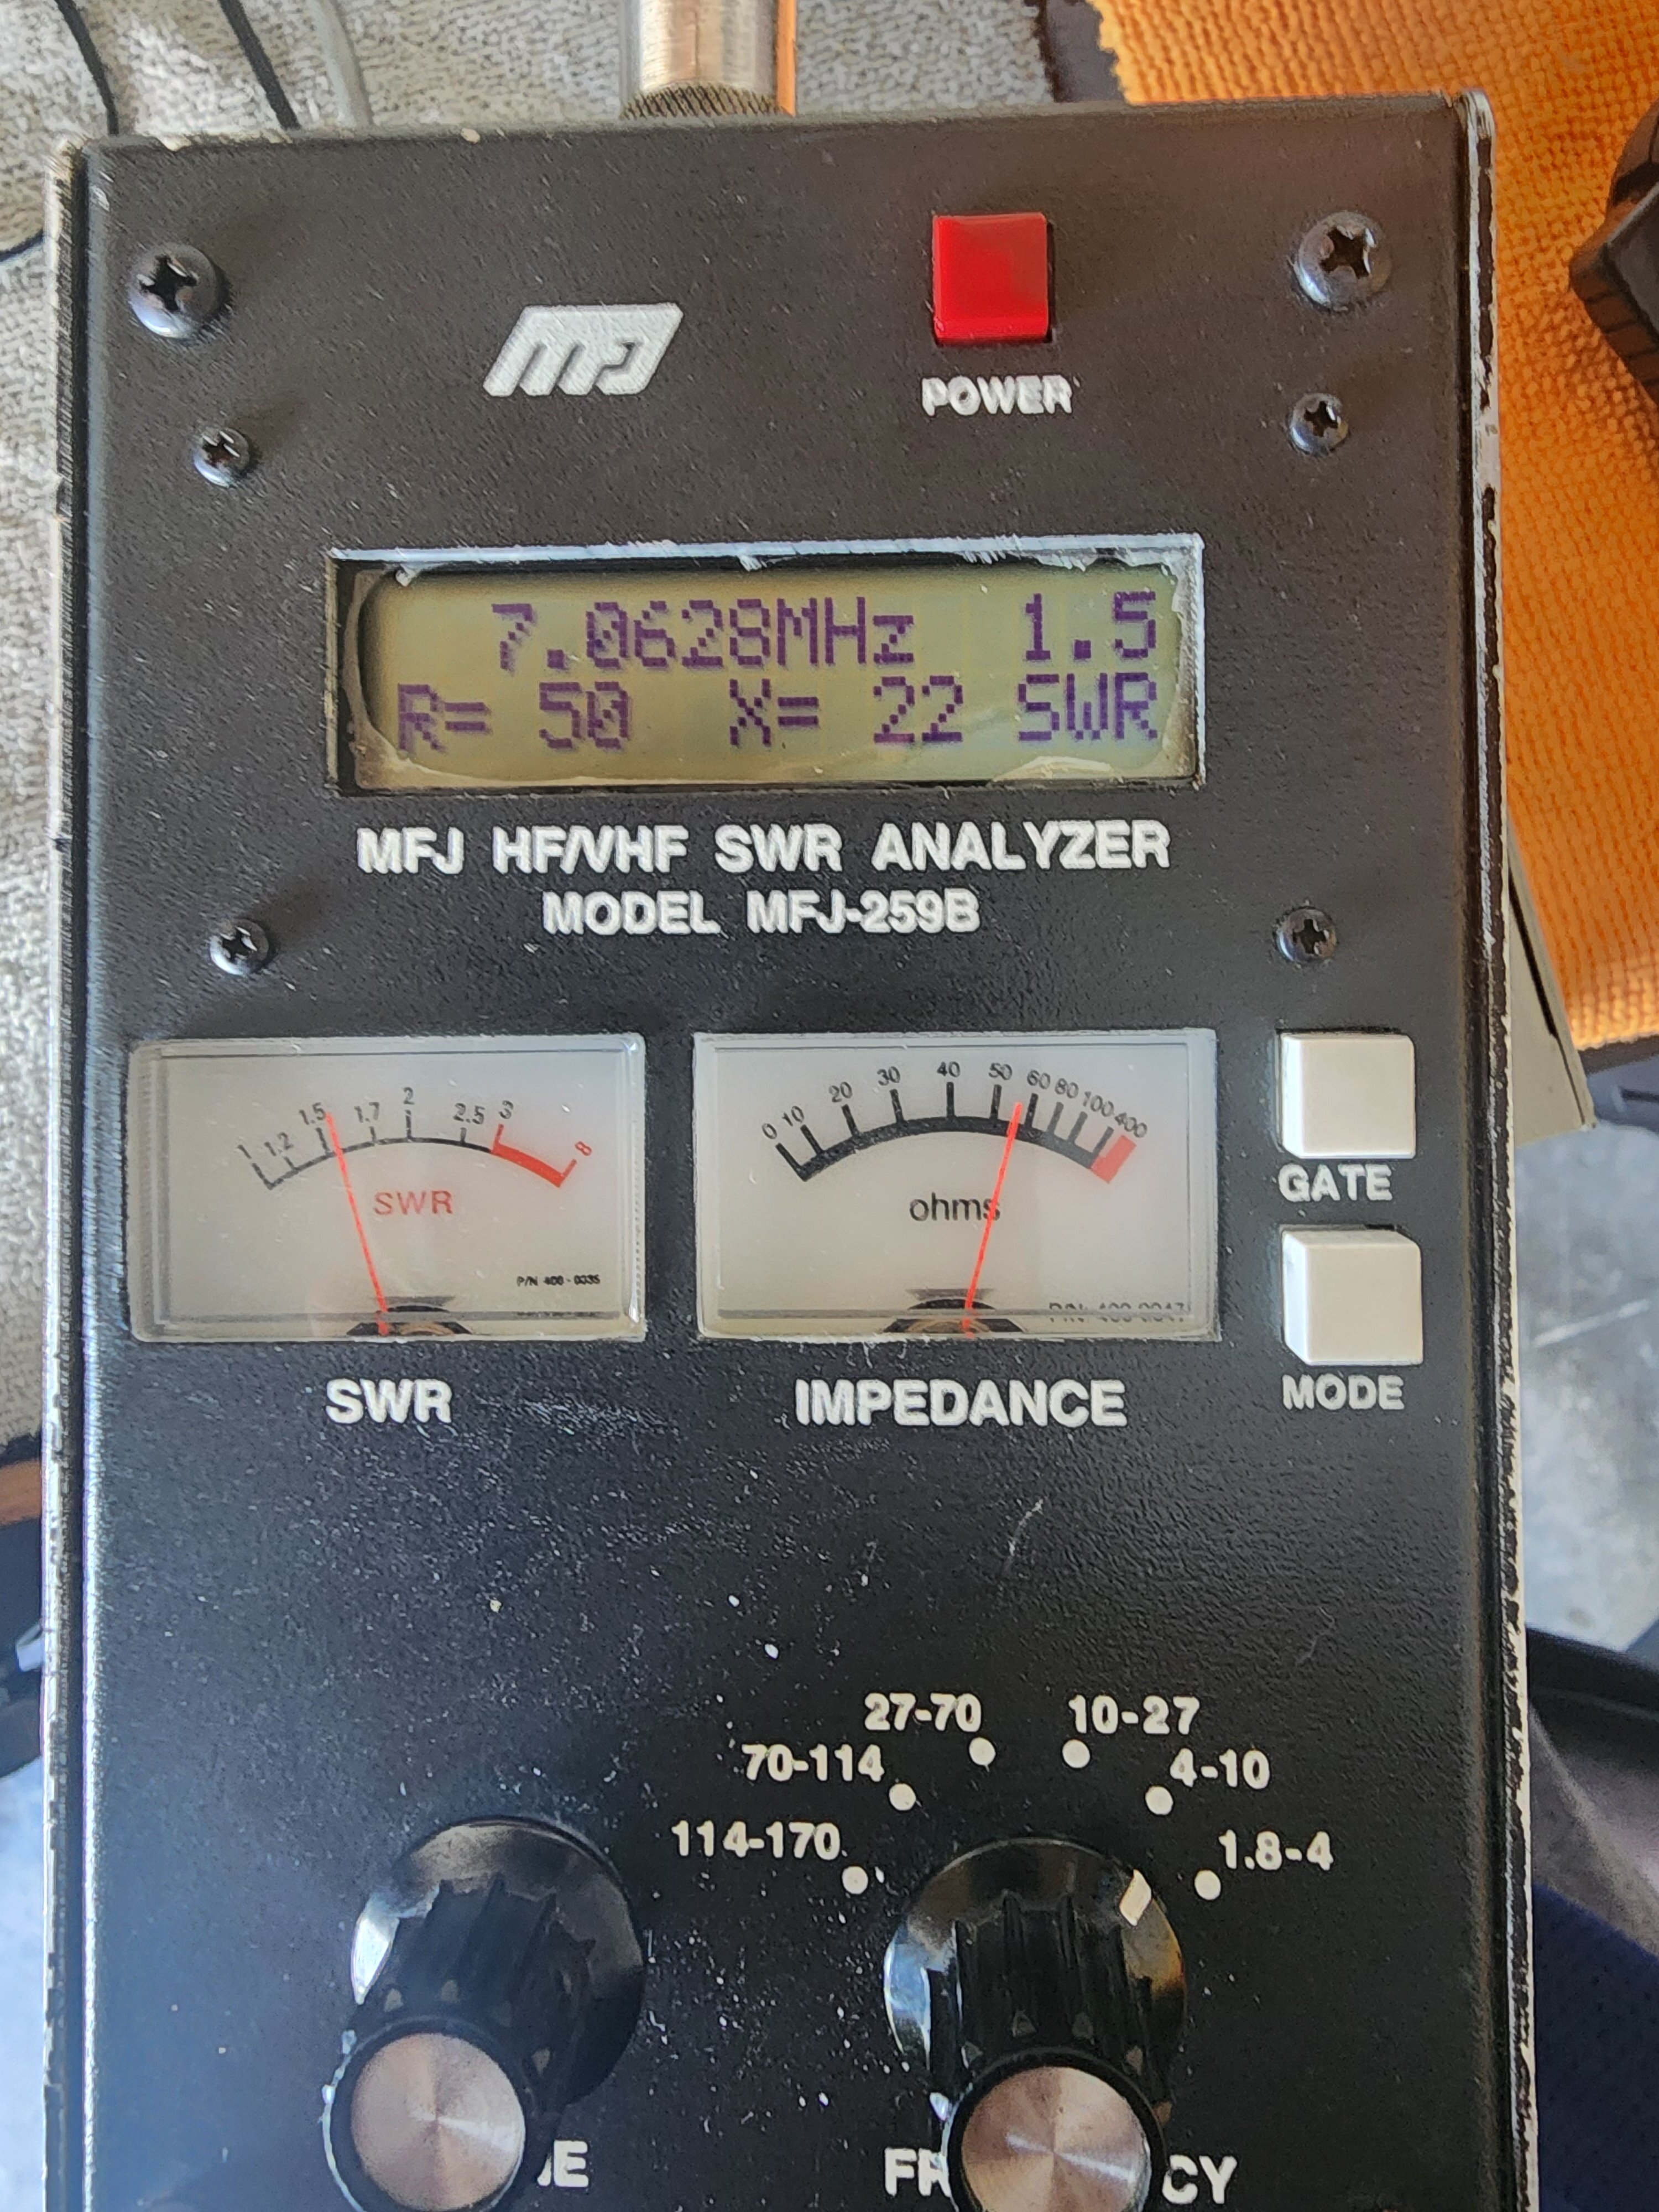 MFJ
POWER
7.0628MHz 1.5
R= 50 X= 22 SWR
MFJ HF/VHF SWR ANALYZER
MODEL MFJ-259B
1 1.2 1.5 1.7 2 2.5 3 8
SWR
P/N 400-0335
0 10 20 30 40 50 60 80 100 400
ohms
GATE
SWR
IMPEDANCE
MODE
27-70
10-27
70-114
4-10
114-170
1.8-4